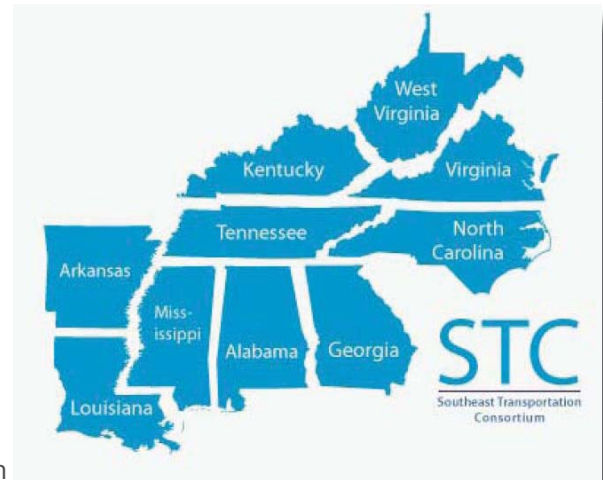 West
Virginia
Kentucky
Virginia
Tennessee
North
Carolina
Arkansas
Miss-
issippi
Alabama
Georgia
Louisiana
STC
Southeast Transportation
Consortium